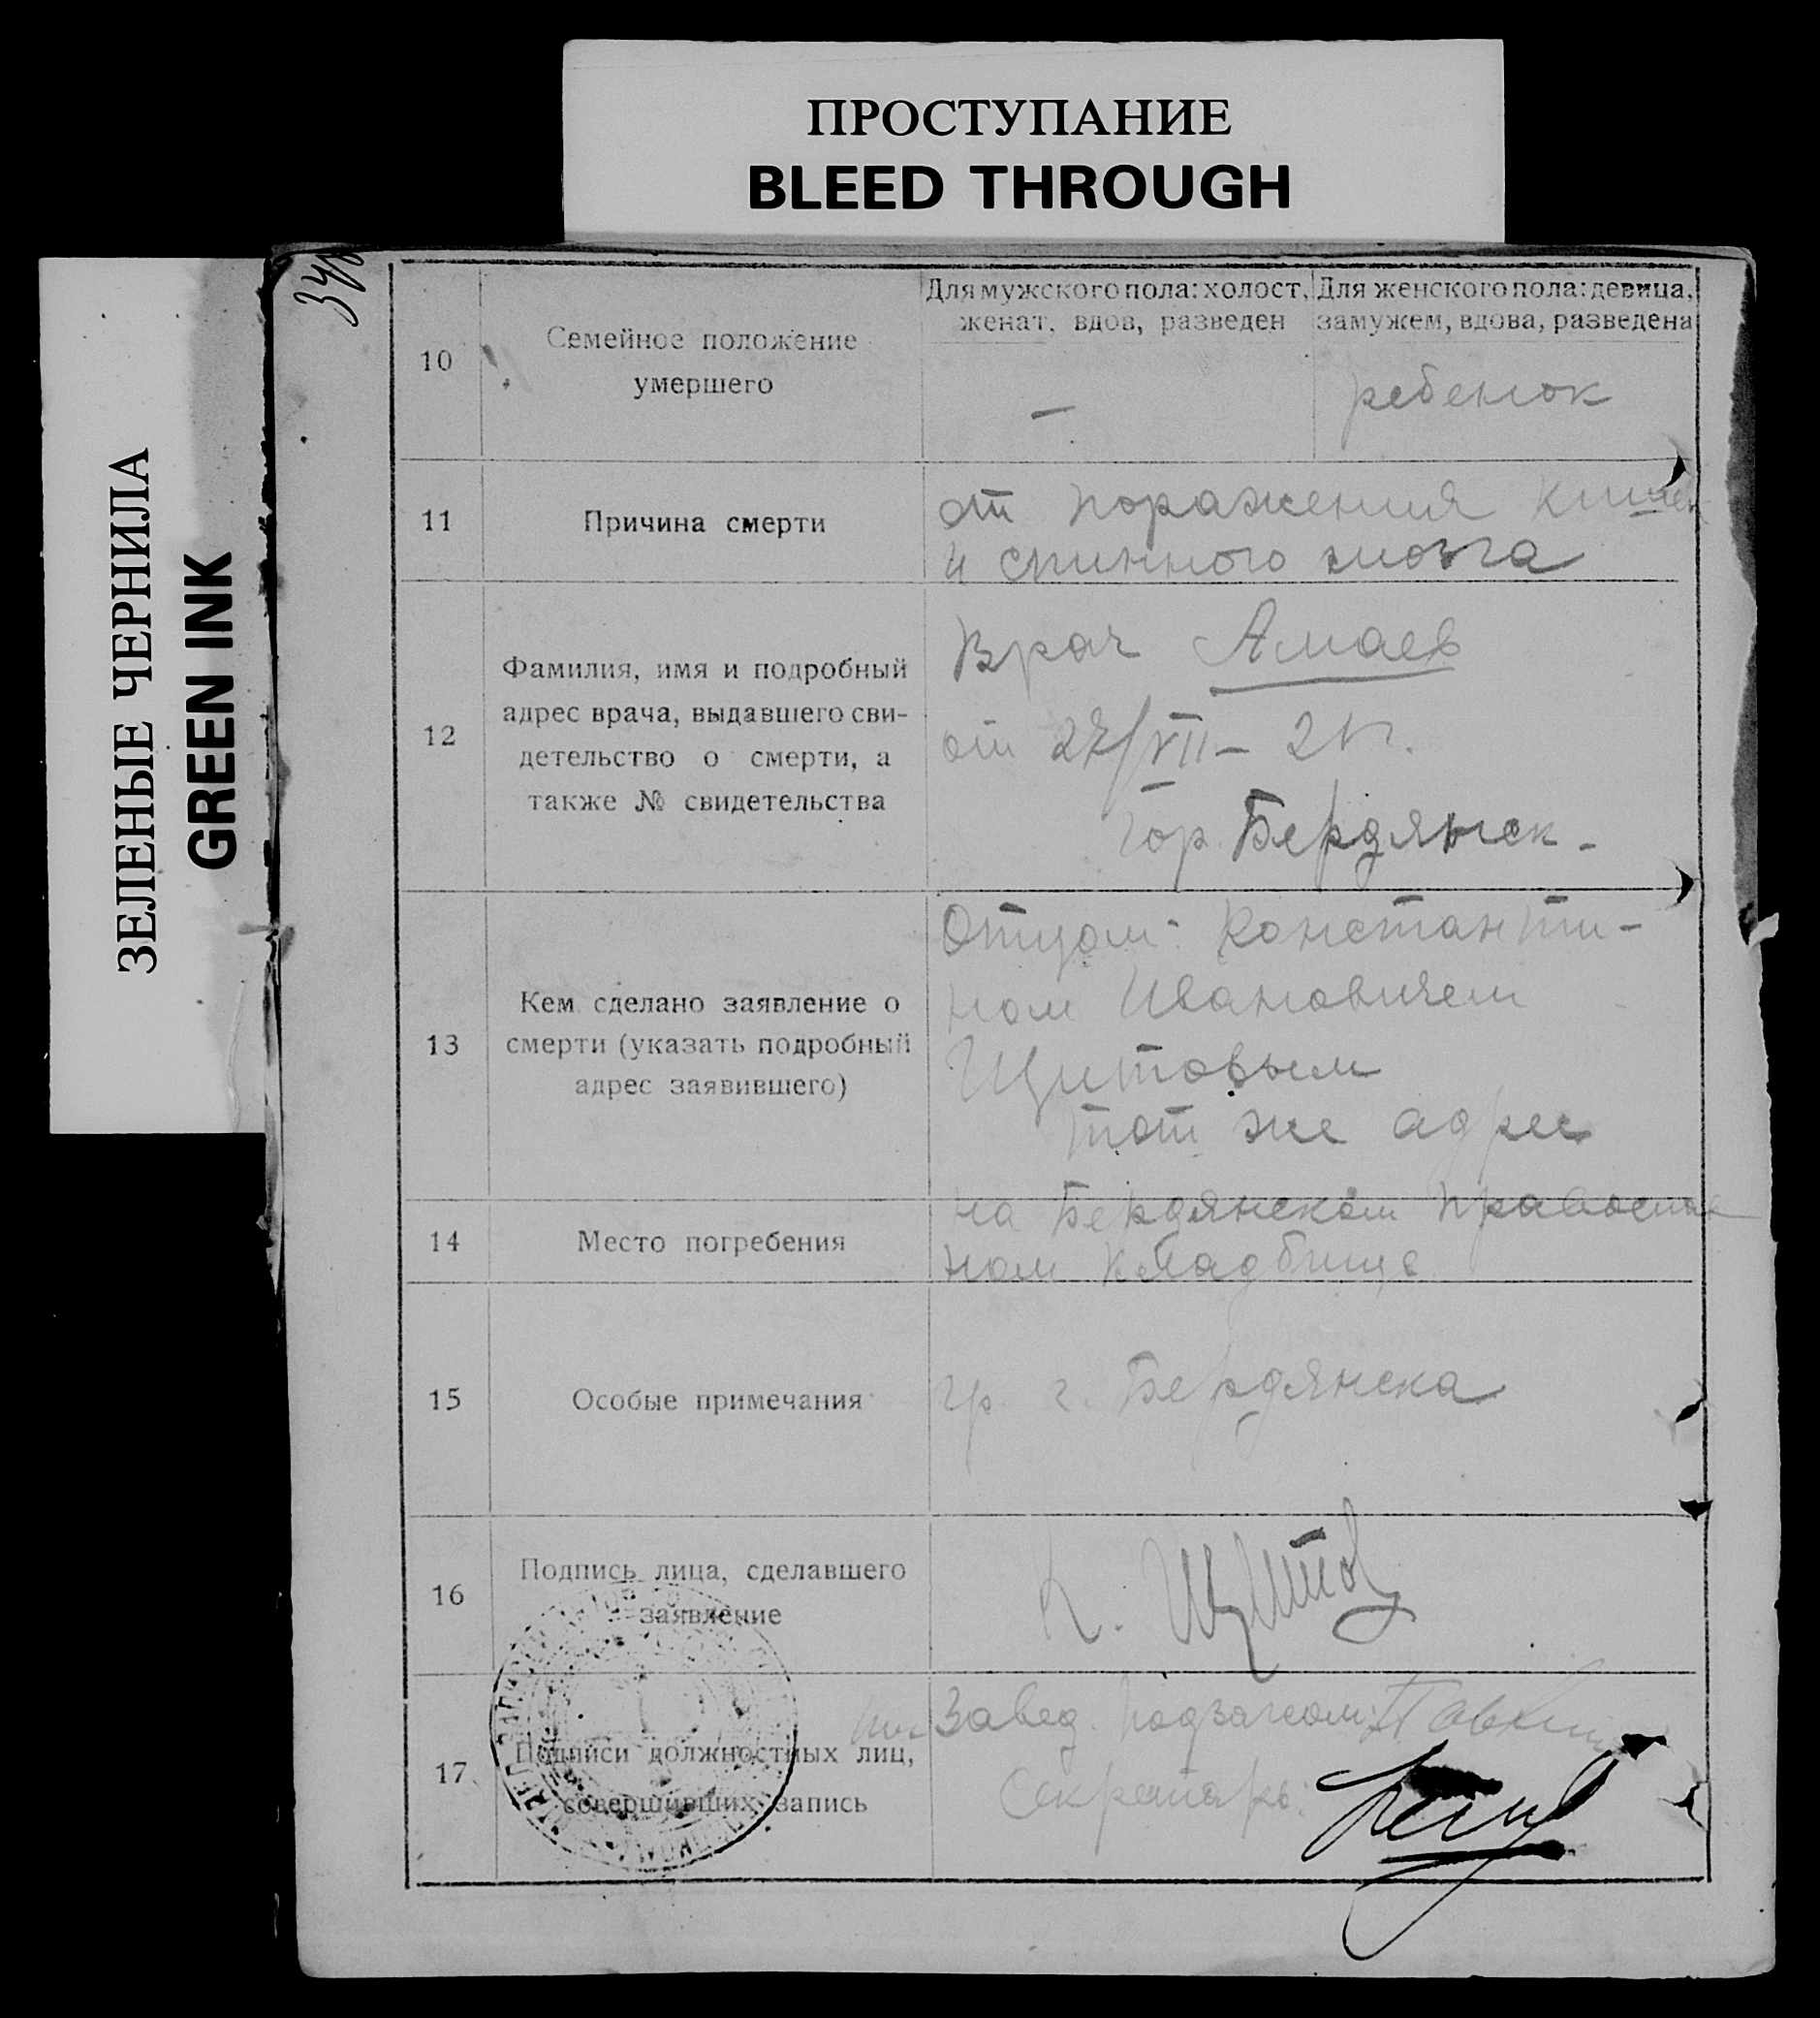 ПРОСТУПАНИЕ
BLEED THROUGH
ЗЕЛЕНЫЕ ЧЕРНИЛА
GREEN INK
10
Семейное положение
умершего
Для мужского пола: холост,
женат, вдов, разведен
Для женского пола: девица,
замужем, вдова, разведена
—
ребенок
11
Причина смерти
от поражения
и спинного мозга
12
Фамилия, имя и подробный
адрес врача, выдавшего сви-
детельство о смерти, а
также № свидетельства
Врач Амаев
от 27/VII – 21 г.
Гор. Бердянск.
13
Кем сделано заявление о
смерти (указать подробный
адрес заявившего)
Отцом: Константи-
ном Ивановичем
Щитовым
тот же адрес
14
Место погребения
на Бердянском православ
ном кладбище
15
Особые примечания
гр. г. Бердянска
16
Подпись лица, сделавшего
заявление
К. Щитов
17
Подписи должностных лиц,
совершивших запись
Завед. подзагсом
Секретарь